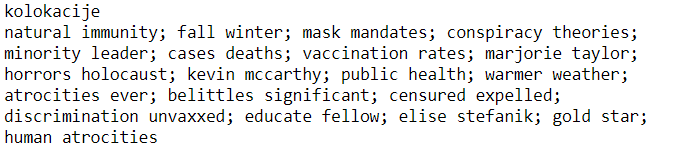 kolokacije
natural immunity; fall winter; mask mandates; conspiracy theories;
minority leader; cases deaths; vaccination rates; marjorie taylor;
horrors holocaust; kevin mccarthy; public health; warmer weather;
atrocities ever; belittles significant; censured expelled;
discrimination unvaxxed; educate fellow; elise stefanik; gold star;
human atrocities